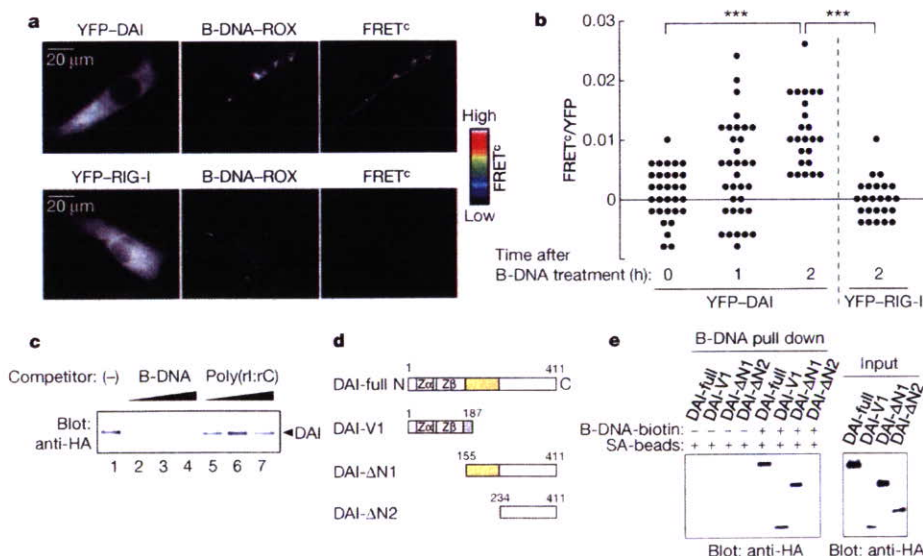 a
YFP–DAI B-DNA–ROX FRETᶜ
20 μm
High
FRETᶜ
Low
YFP–RIG-I B-DNA–ROX FRETᶜ
20 μm
b
*** ***
FRETᶜ/YFP
0.03
0.02
0.01
0
Time after
B-DNA treatment (h): 0 1 2 2
YFP–DAI YFP–RIG-I
c
Competitor: (–) B-DNA Poly(rI:rC)
Blot:
anti-HA
DAI
1 2 3 4 5 6 7
d
1 411
DAI-full N Zα Zβ C
1 187
DAI-V1 Zα Zβ
155 411
DAI-ΔN1
234 411
DAI-ΔN2
e
B-DNA pull down
DAI-full DAI-V1 DAI-ΔN1 DAI-ΔN2 DAI-full DAI-V1 DAI-ΔN1 DAI-ΔN2
B-DNA-biotin: – – – – + + + +
SA-beads: + + + + + + + +
Blot: anti-HA
Input
DAI-full DAI-V1 DAI-ΔN1 DAI-ΔN2
Blot: anti-HA